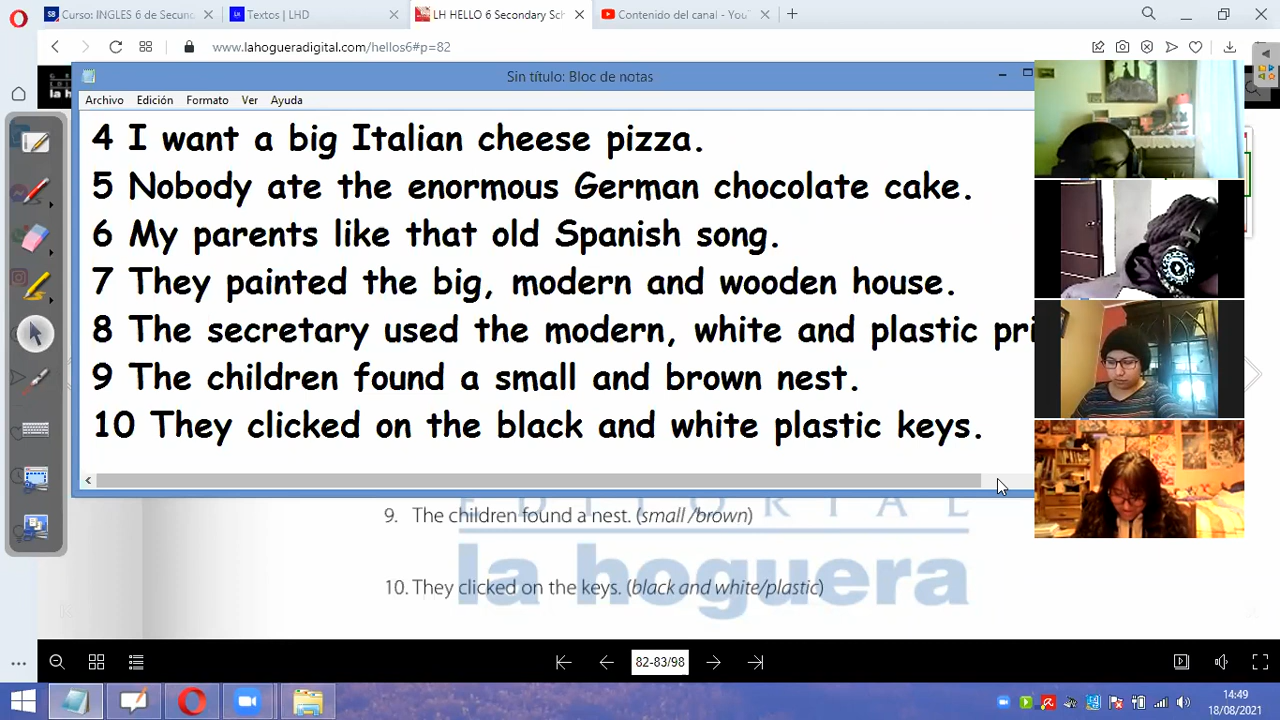 Curso: INGLES 6 de Secun
Textos | LHD
LH HELLO 6 Secondary Sch
Contenido del canal - You
www.lahogueradigital.com/hellos6#p=82
Sin título: Bloc de notas
Archivo Edición Formato Ver Ayuda
4 I want a big Italian cheese pizza.
5 Nobody ate the enormous German chocolate cake.
6 My parents like that old Spanish song.
7 They painted the big, modern and wooden house.
8 The secretary used the modern, white and plastic pri
9 The children found a small and brown nest.
10 They clicked on the black and white plastic keys.
EDITORIAL
9. The children found a nest. (small /brown)
la hoguera
10. They clicked on the keys. (black and white/plastic)
82-83/98
14:49
18/08/2021